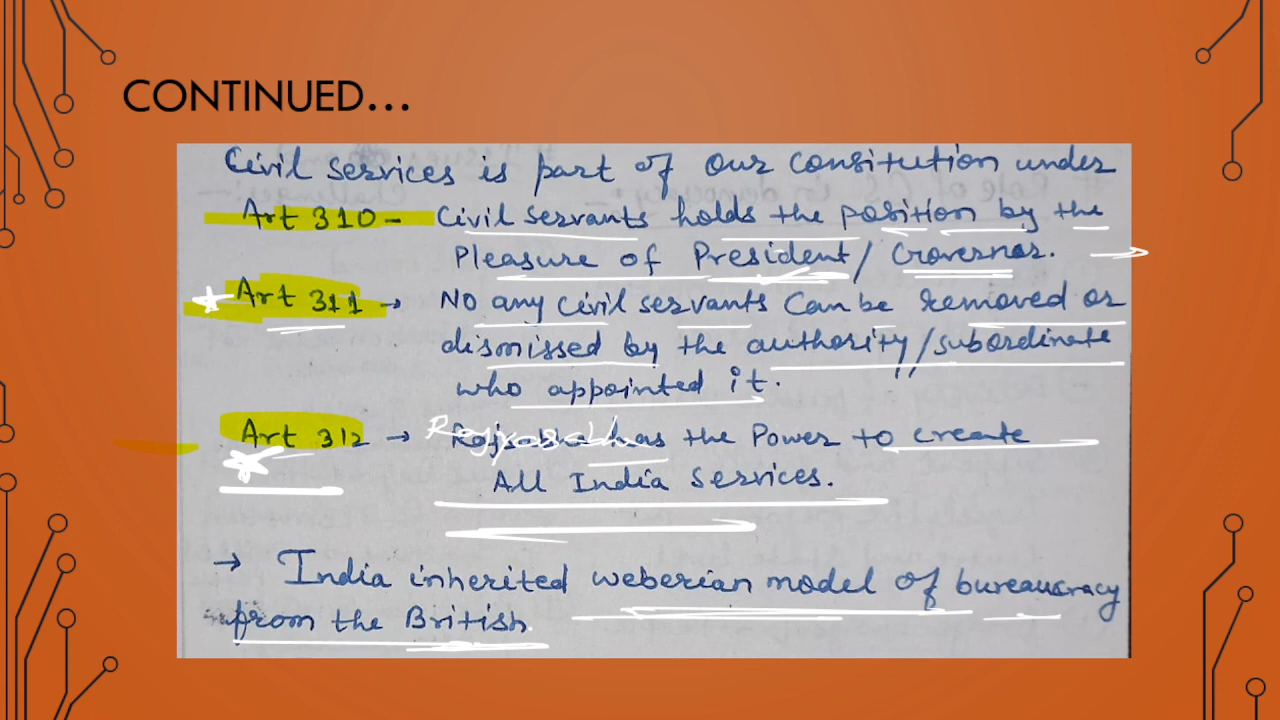 CONTINUED...
Civil services is part of our consitution under
Art 310 - Civil servants holds the position by the
Pleasure of President / Governor.
Art 311 → No any civil servants can be removed or
dismissed by the authority / subordinate
who appointed it.
Art 312 → Rajyasabha has the Power to create
All India Services.
→ India inherited weberian model of bureaucracy
from the British